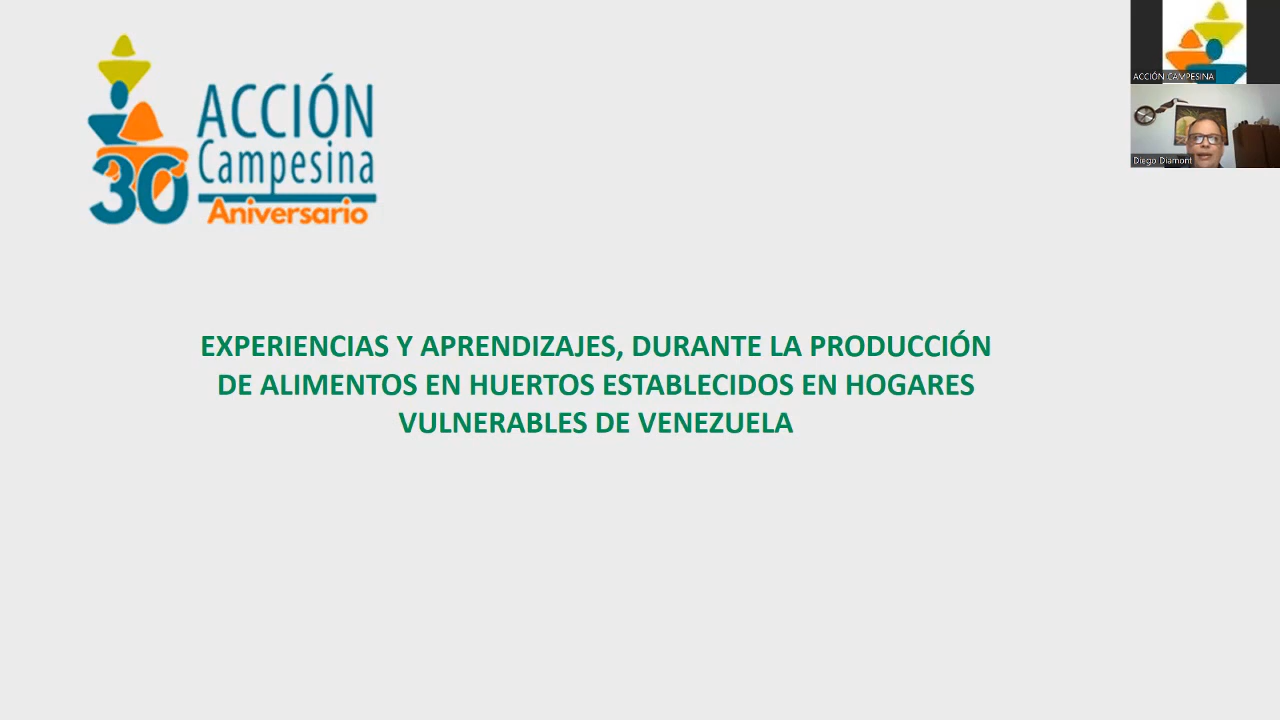 ACCIÓN
Campesina
30
Aniversario
ACCIÓN CAMPESINA
Diego Diamont
EXPERIENCIAS Y APRENDIZAJES, DURANTE LA PRODUCCIÓN
DE ALIMENTOS EN HUERTOS ESTABLECIDOS EN HOGARES
VULNERABLES DE VENEZUELA